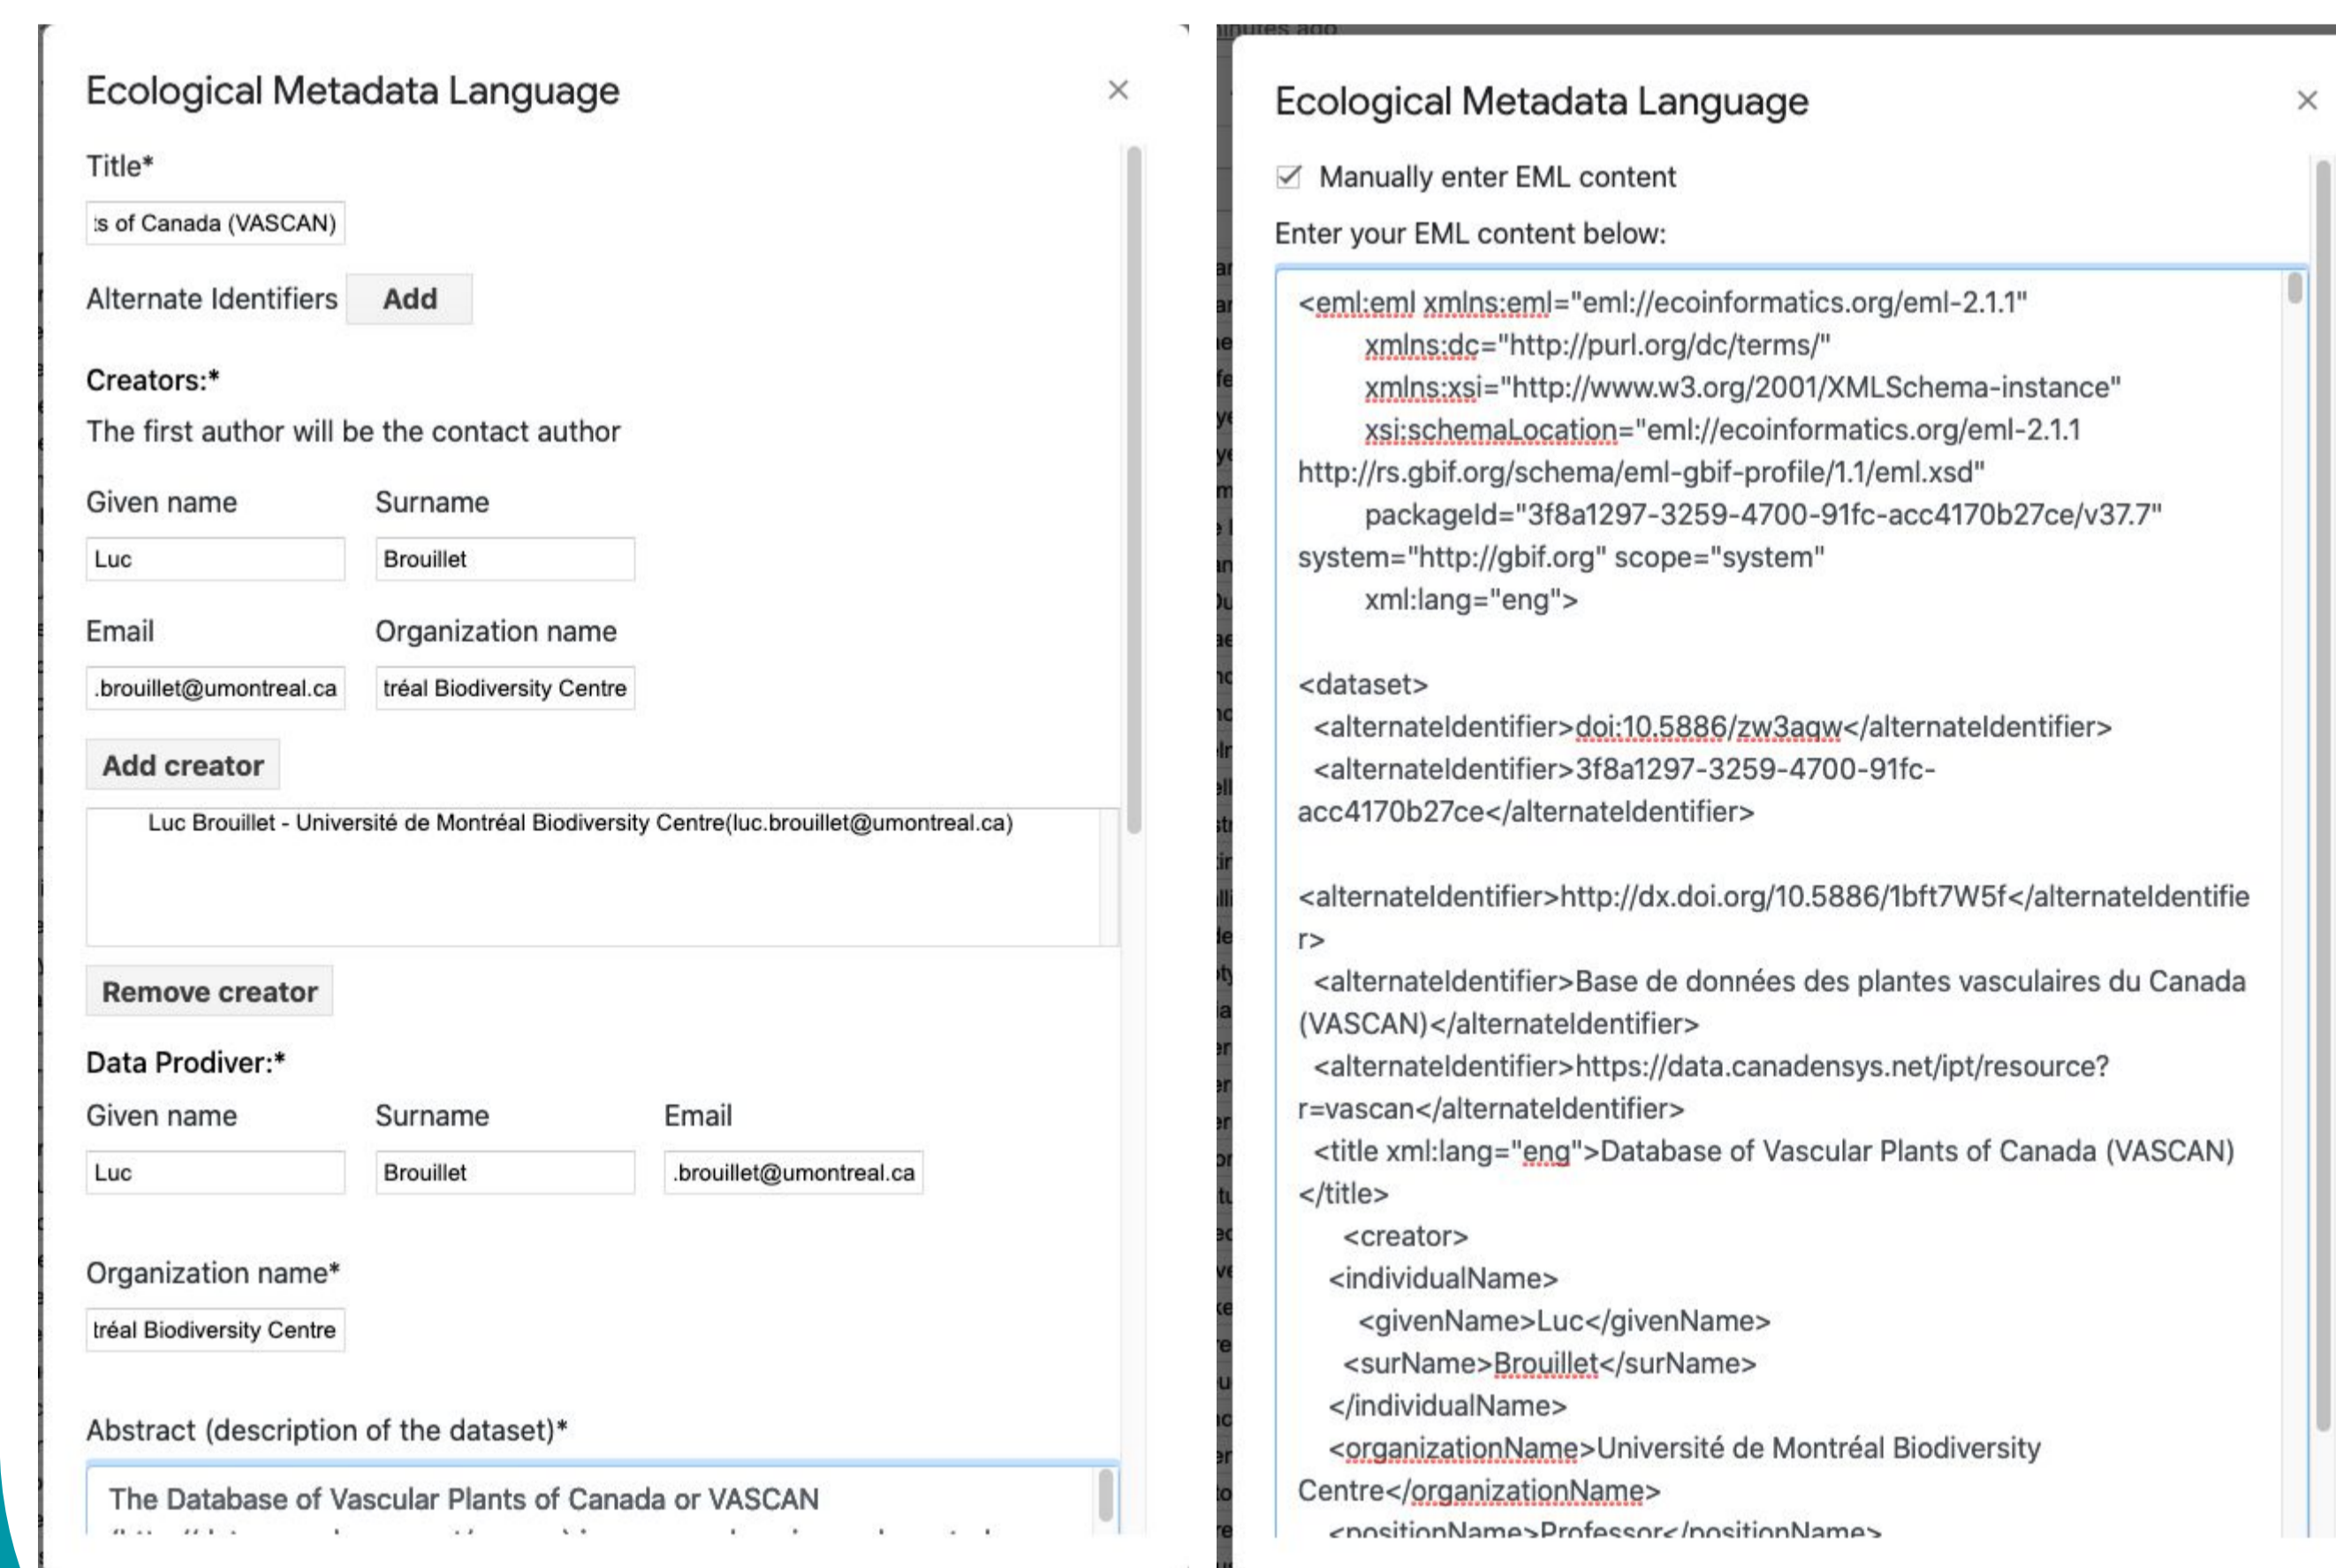 Ecological Metadata Language
Title*
ts of Canada (VASCAN)
Alternate Identifiers Add
Creators:*
The first author will be the contact author
Given name Surname
Luc Brouillet
Email Organization name
.brouillet@umontreal.ca tréal Biodiversity Centre
Add creator
Luc Brouillet - Université de Montréal Biodiversity Centre(luc.brouillet@umontreal.ca)
Remove creator
Data Prodiver:*
Given name Surname Email
Luc Brouillet .brouillet@umontreal.ca
Organization name*
tréal Biodiversity Centre
Abstract (description of the dataset)*
The Database of Vascular Plants of Canada or VASCAN
minutes ago
Ecological Metadata Language
Manually enter EML content
Enter your EML content below:
<eml:eml xmlns:eml="eml://ecoinformatics.org/eml-2.1.1"
xmlns:dc="http://purl.org/dc/terms/"
xmlns:xsi="http://www.w3.org/2001/XMLSchema-instance"
xsi:schemaLocation="eml://ecoinformatics.org/eml-2.1.1
http://rs.gbif.org/schema/eml-gbif-profile/1.1/eml.xsd"
packageId="3f8a1297-3259-4700-91fc-acc4170b27ce/v37.7"
system="http://gbif.org" scope="system"
xml:lang="eng">
<dataset>
<alternateIdentifier>doi:10.5886/zw3aqw</alternateIdentifier>
<alternateIdentifier>3f8a1297-3259-4700-91fc-
acc4170b27ce</alternateIdentifier>
<alternateIdentifier>http://dx.doi.org/10.5886/1bft7W5f</alternateIdentifie
r>
<alternateIdentifier>Base de données des plantes vasculaires du Canada
(VASCAN)</alternateIdentifier>
<alternateIdentifier>https://data.canadensys.net/ipt/resource?
r=vascan</alternateIdentifier>
<title xml:lang="eng">Database of Vascular Plants of Canada (VASCAN)
</title>
<creator>
<individualName>
<givenName>Luc</givenName>
<surName>Brouillet</surName>
</individualName>
<organizationName>Université de Montréal Biodiversity
Centre</organizationName>
<positionName>Professor</positionName>